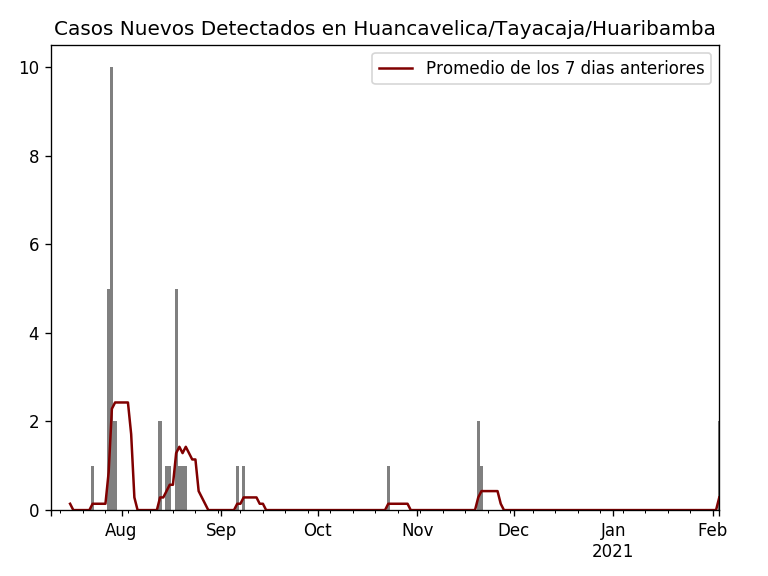 Casos Nuevos Detectados en Huancavelica/Tayacaja/Huaribamba
Promedio de los 7 dias anteriores
10
8
6
4
2
0
Aug Sep Oct Nov Dec Jan Feb
2021